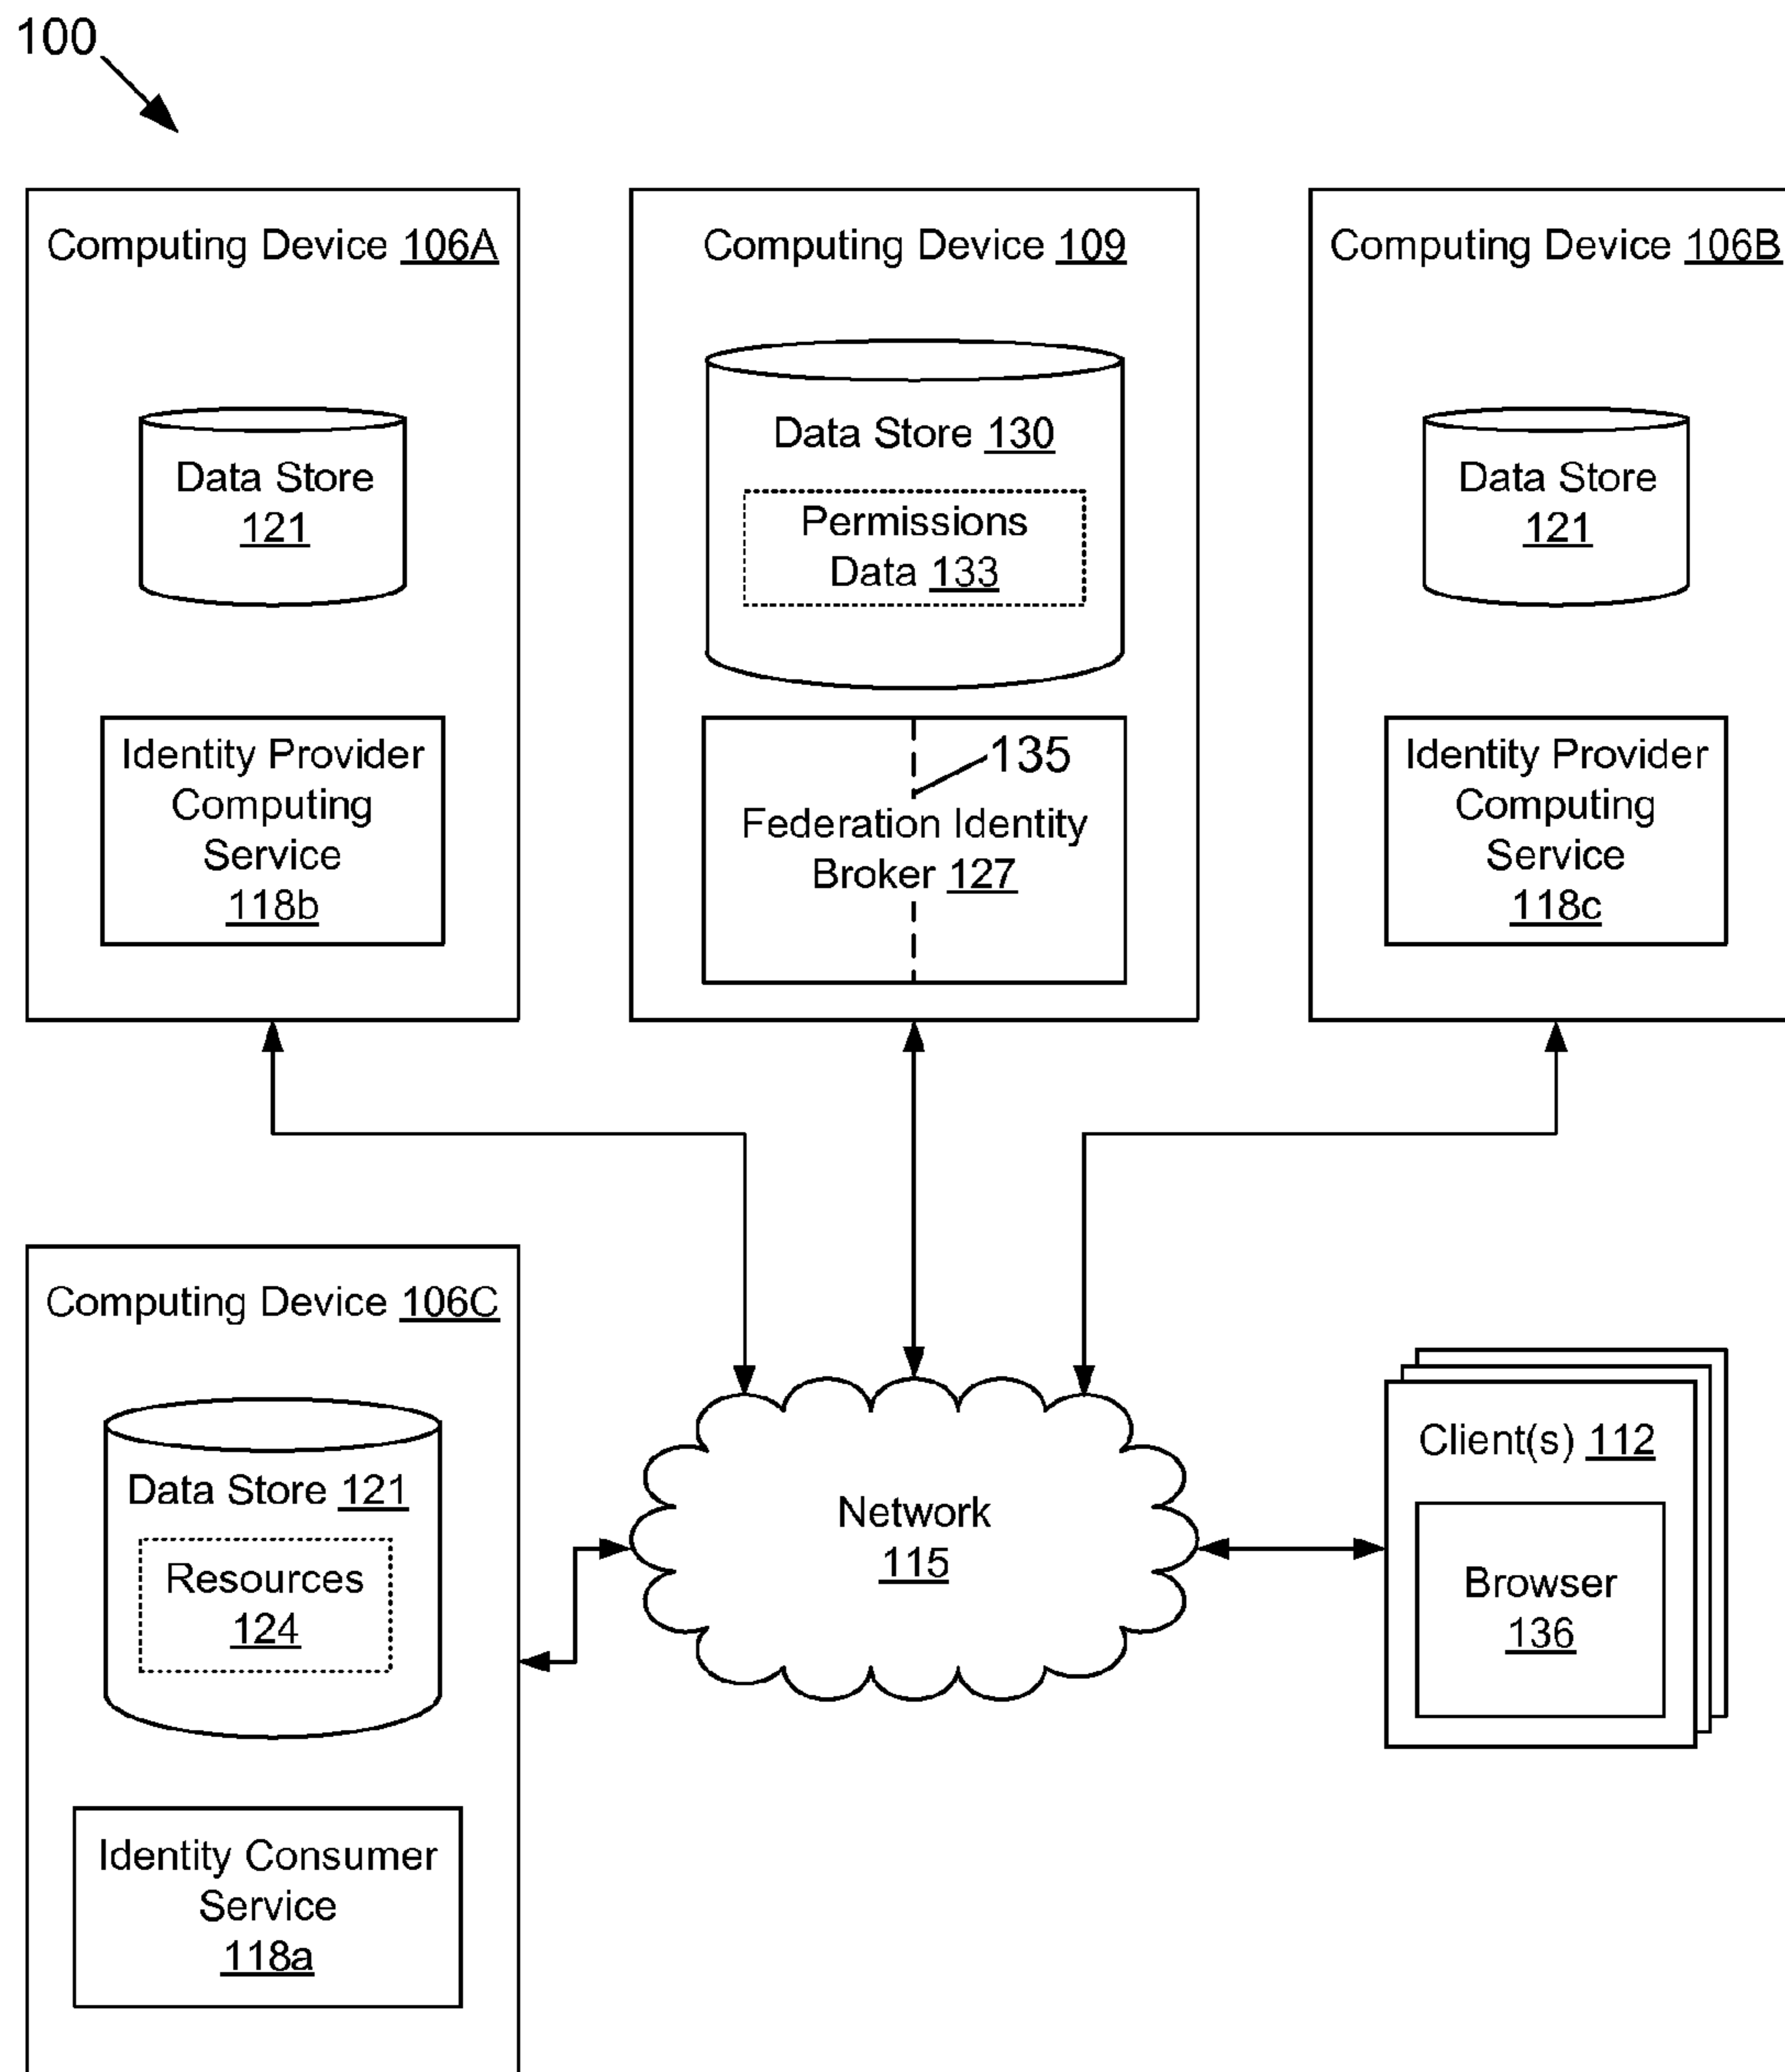 100
Computing Device 106A
Data Store
121
Identity Provider
Computing
Service
118b
Computing Device 109
Data Store 130
Permissions
Data 133
135
Federation Identity
Broker 127
Computing Device 106B
Data Store
121
Identity Provider
Computing
Service
118c
Computing Device 106C
Data Store 121
Resources
124
Identity Consumer
Service
118a
Network
115
Client(s) 112
Browser
136